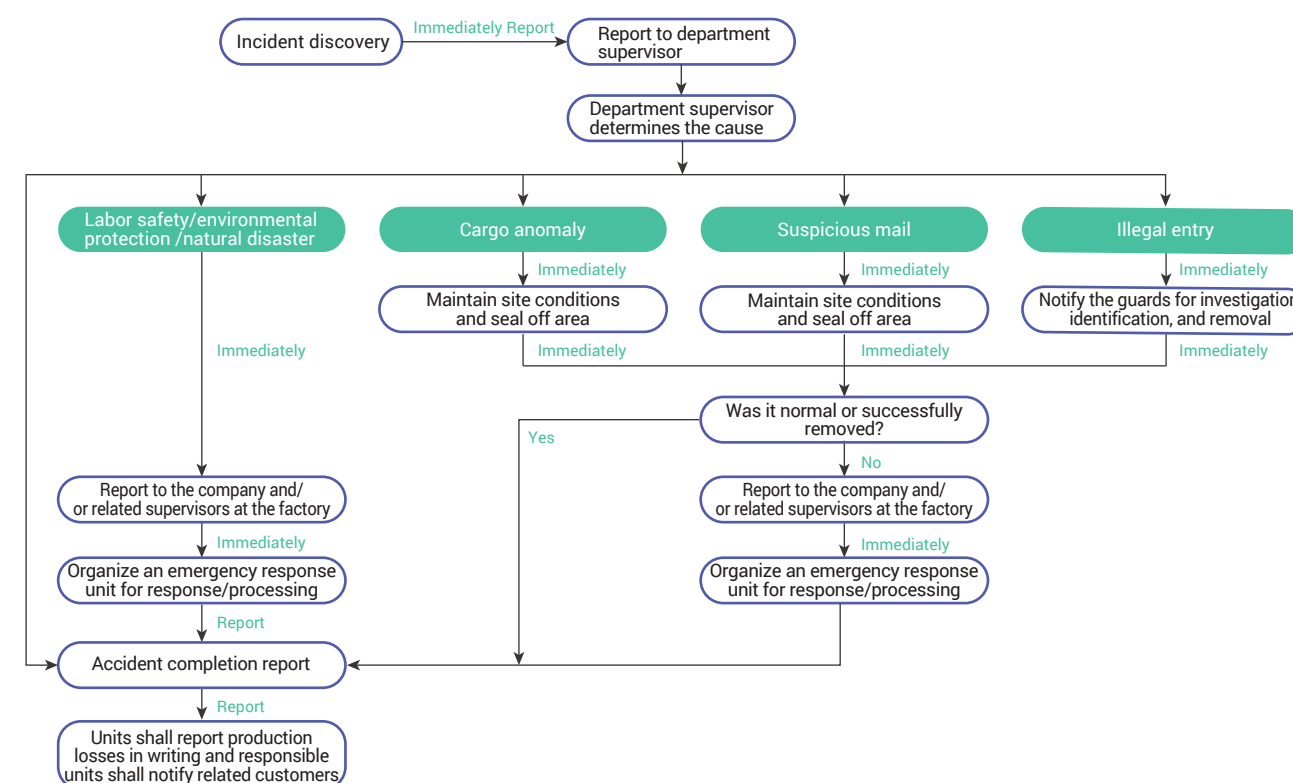 Incident discovery
Immediately Report
Report to department
supervisor
Department supervisor
determines the cause
Labor safety/environmental
protection /natural disaster
Cargo anomaly
Suspicious mail
Illegal entry
Immediately
Immediately
Immediately
Maintain site conditions
and seal off area
Maintain site conditions
and seal off area
Notify the guards for investigation
identification, and removal
Immediately
Immediately
Immediately
Immediately
Was it normal or successfully
removed?
Yes
No
Report to the company and/
or related supervisors at the factory
Report to the company and/
or related supervisors at the factory
Immediately
Immediately
Organize an emergency response
unit for response/processing
Organize an emergency response
unit for response/processing
Report
Accident completion report
Report
Units shall report production
losses in writing and responsible
units shall notify related customers